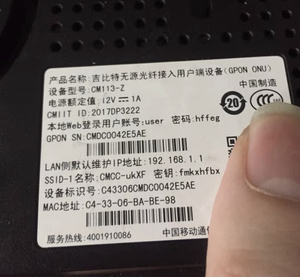 产品名称:吉比特无源光纤接入用户端设备(GPON ONU)
设备型号:CM113-Z
电源额定值:12V⎓1A
CMIIT ID:2017DP3222
本地Web登录用户账号:user 密码:hffeg
GPON SN:CMDC0042E5AE
20
LAN侧默认维护IP地址:192.168.1.1
SSID-1名称:CMCC-ukXF 密码:fmkxhfbx
设备标识号:C43306CMDC0042E5AE
MAC地址:C4-33-06-BA-BE-98
服务热线:4001910086
中国移动通信